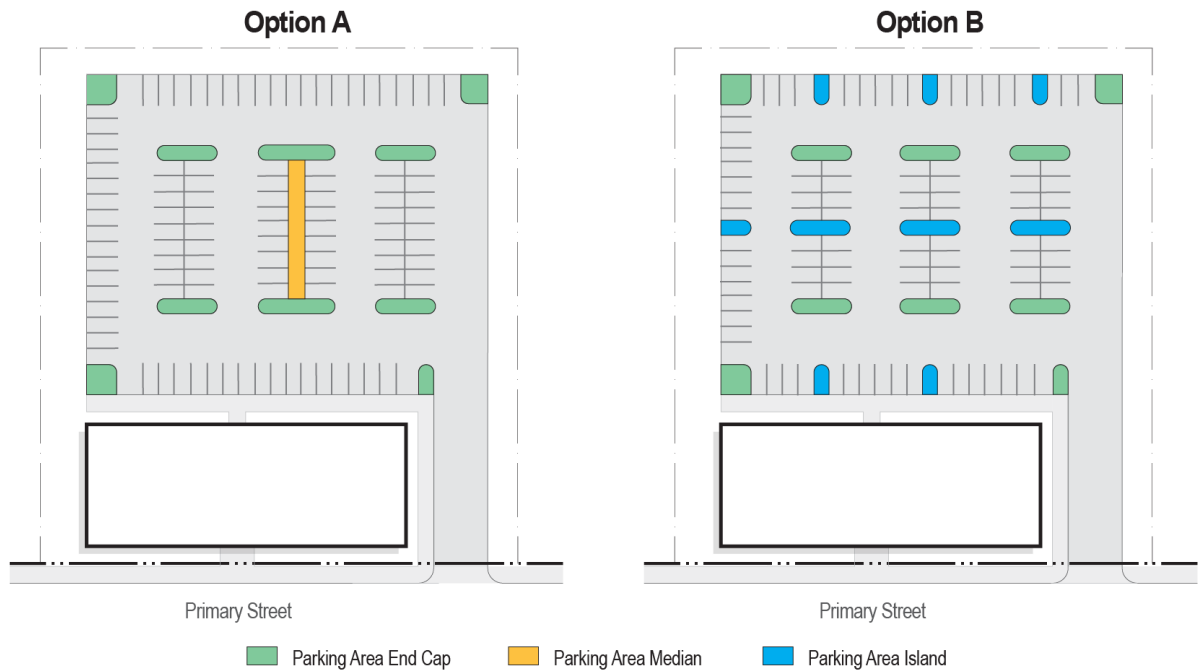 Option A
Option B
Primary Street
Primary Street
Parking Area End Cap
Parking Area Median
Parking Area Island